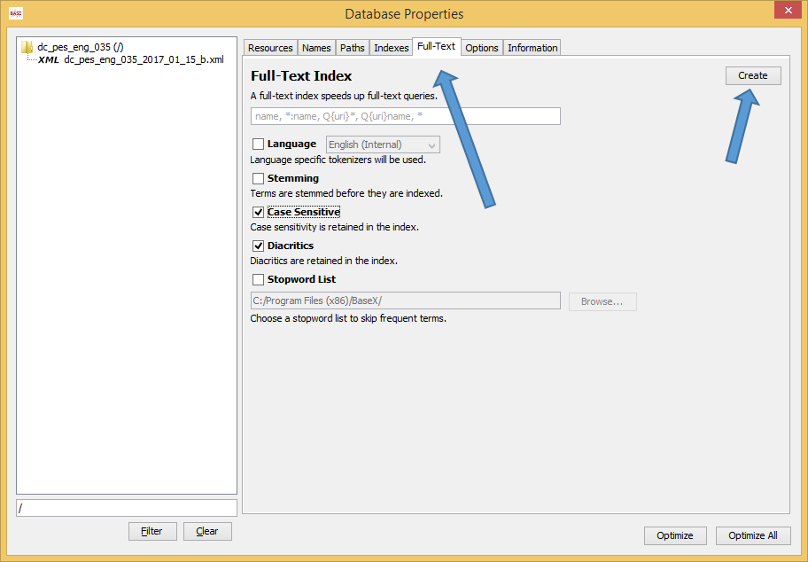 Database Properties
dc_pes_eng_035 (/)
XML dc_pes_eng_035_2017_01_15_b.xml
Resources Names Paths Indexes Full-Text Options Information
Full-Text Index
Create
A full-text index speeds up full-text queries.
name, *:name, Q{uri}*, Q{uri}name, *
Language English (Internal)
Language specific tokenizers will be used.
Stemming
Terms are stemmed before they are indexed.
Case Sensitive
Case sensitivity is retained in the index.
Diacritics
Diacritics are retained in the index.
Stopword List
C:/Program Files (x86)/BaseX/ Browse...
Choose a stopword list to skip frequent terms.
/
Filter Clear
Optimize Optimize All